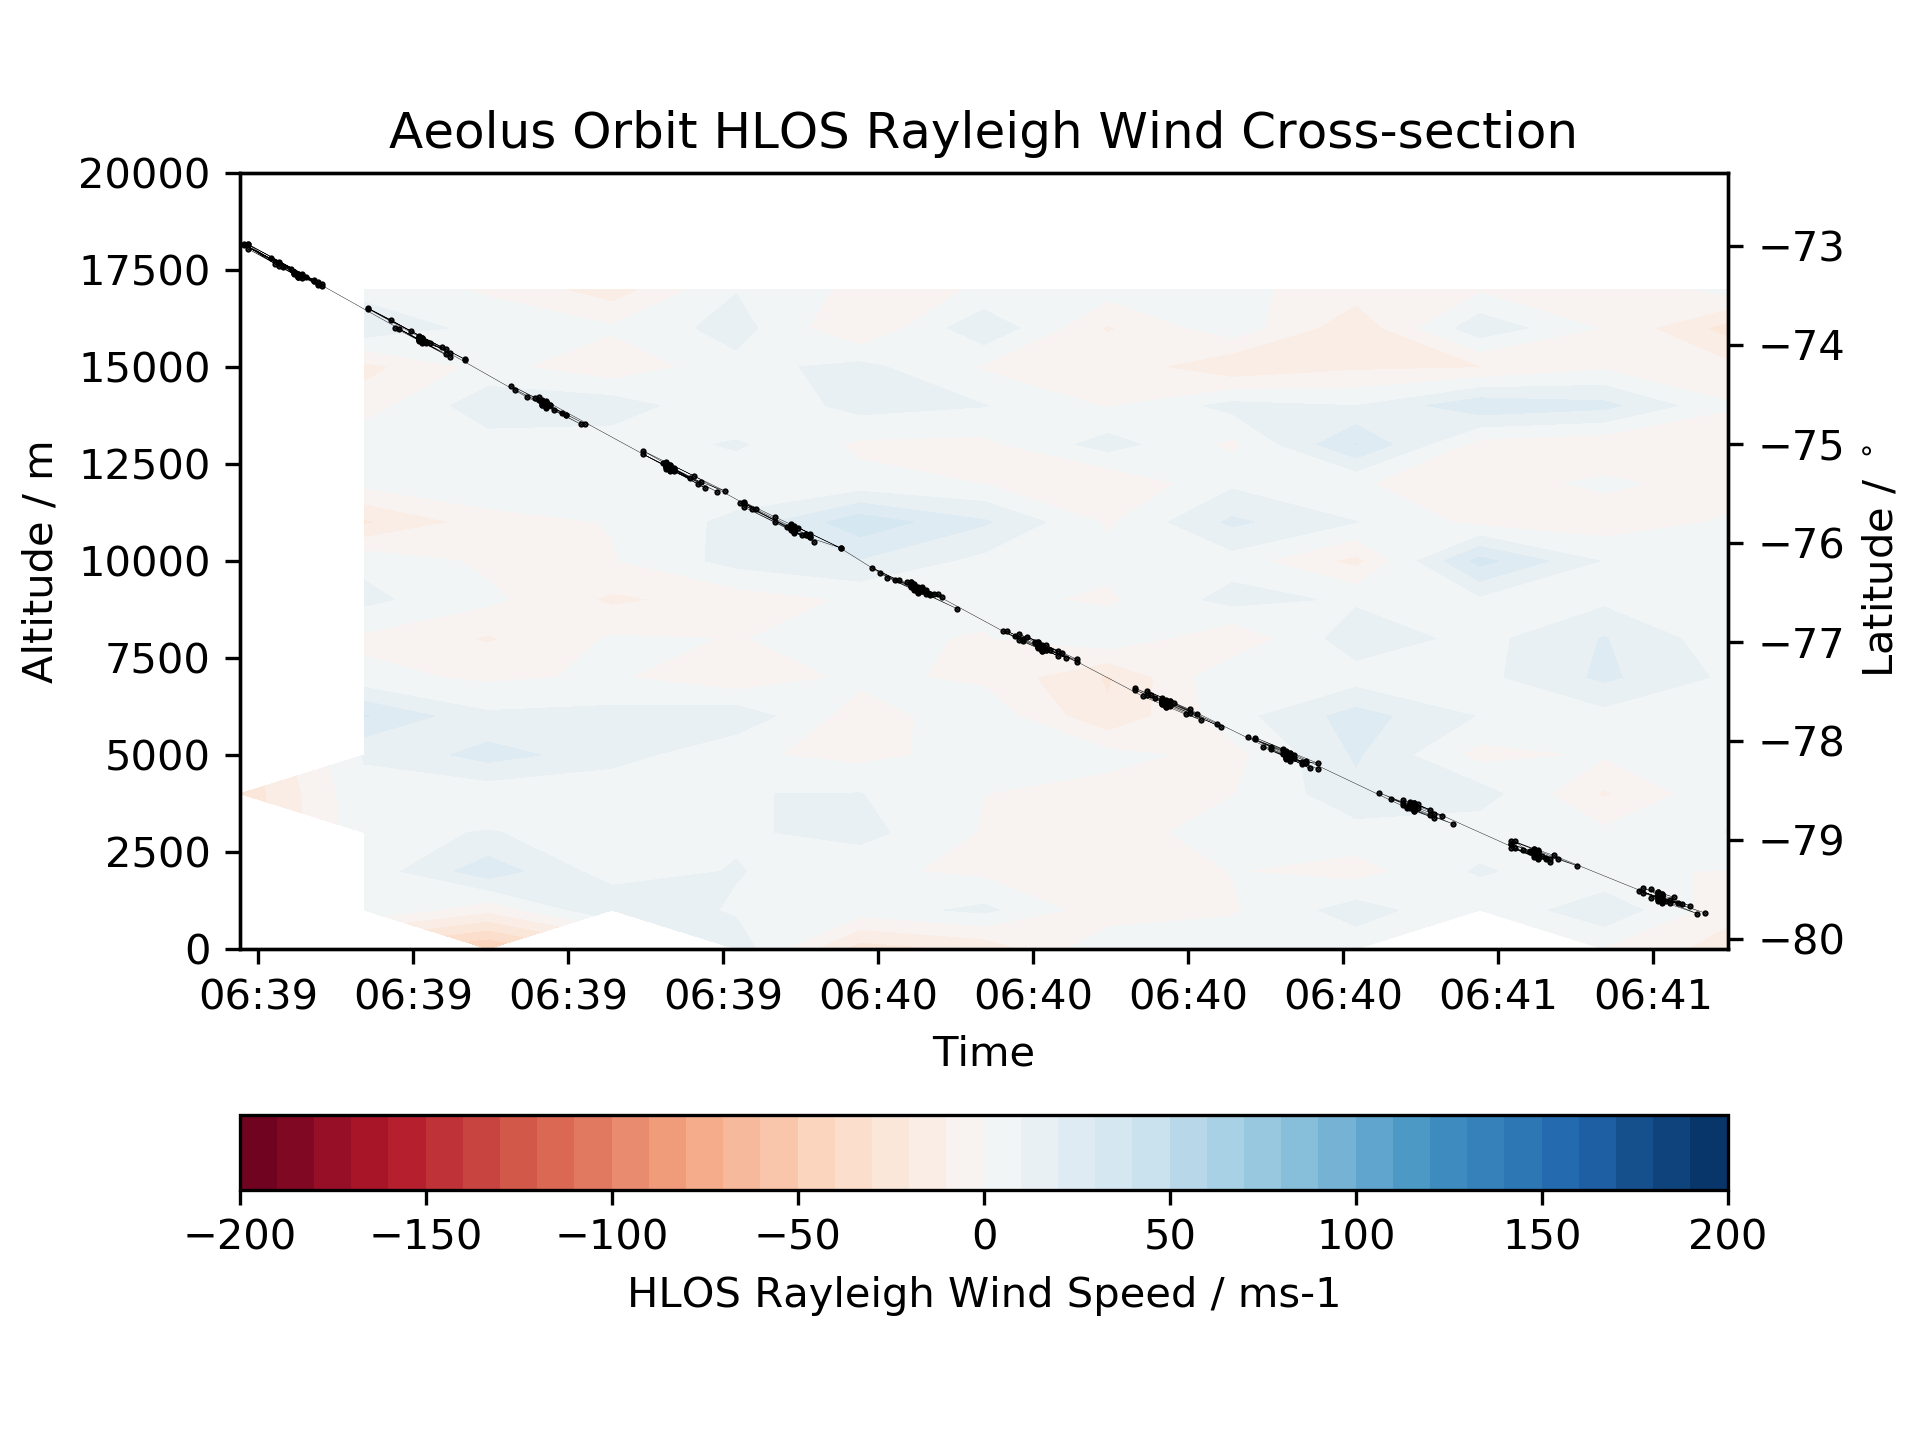 Aeolus Orbit HLOS Rayleigh Wind Cross-section
20000
17500
15000
12500
10000
7500
5000
2500
0
Altitude / m
−73
−74
−75
−76
−77
−78
−79
−80
Latitude / °
06:39 06:39 06:39 06:39 06:40 06:40 06:40 06:40 06:41 06:41
Time
−200 −150 −100 −50 0 50 100 150 200
HLOS Rayleigh Wind Speed / ms-1